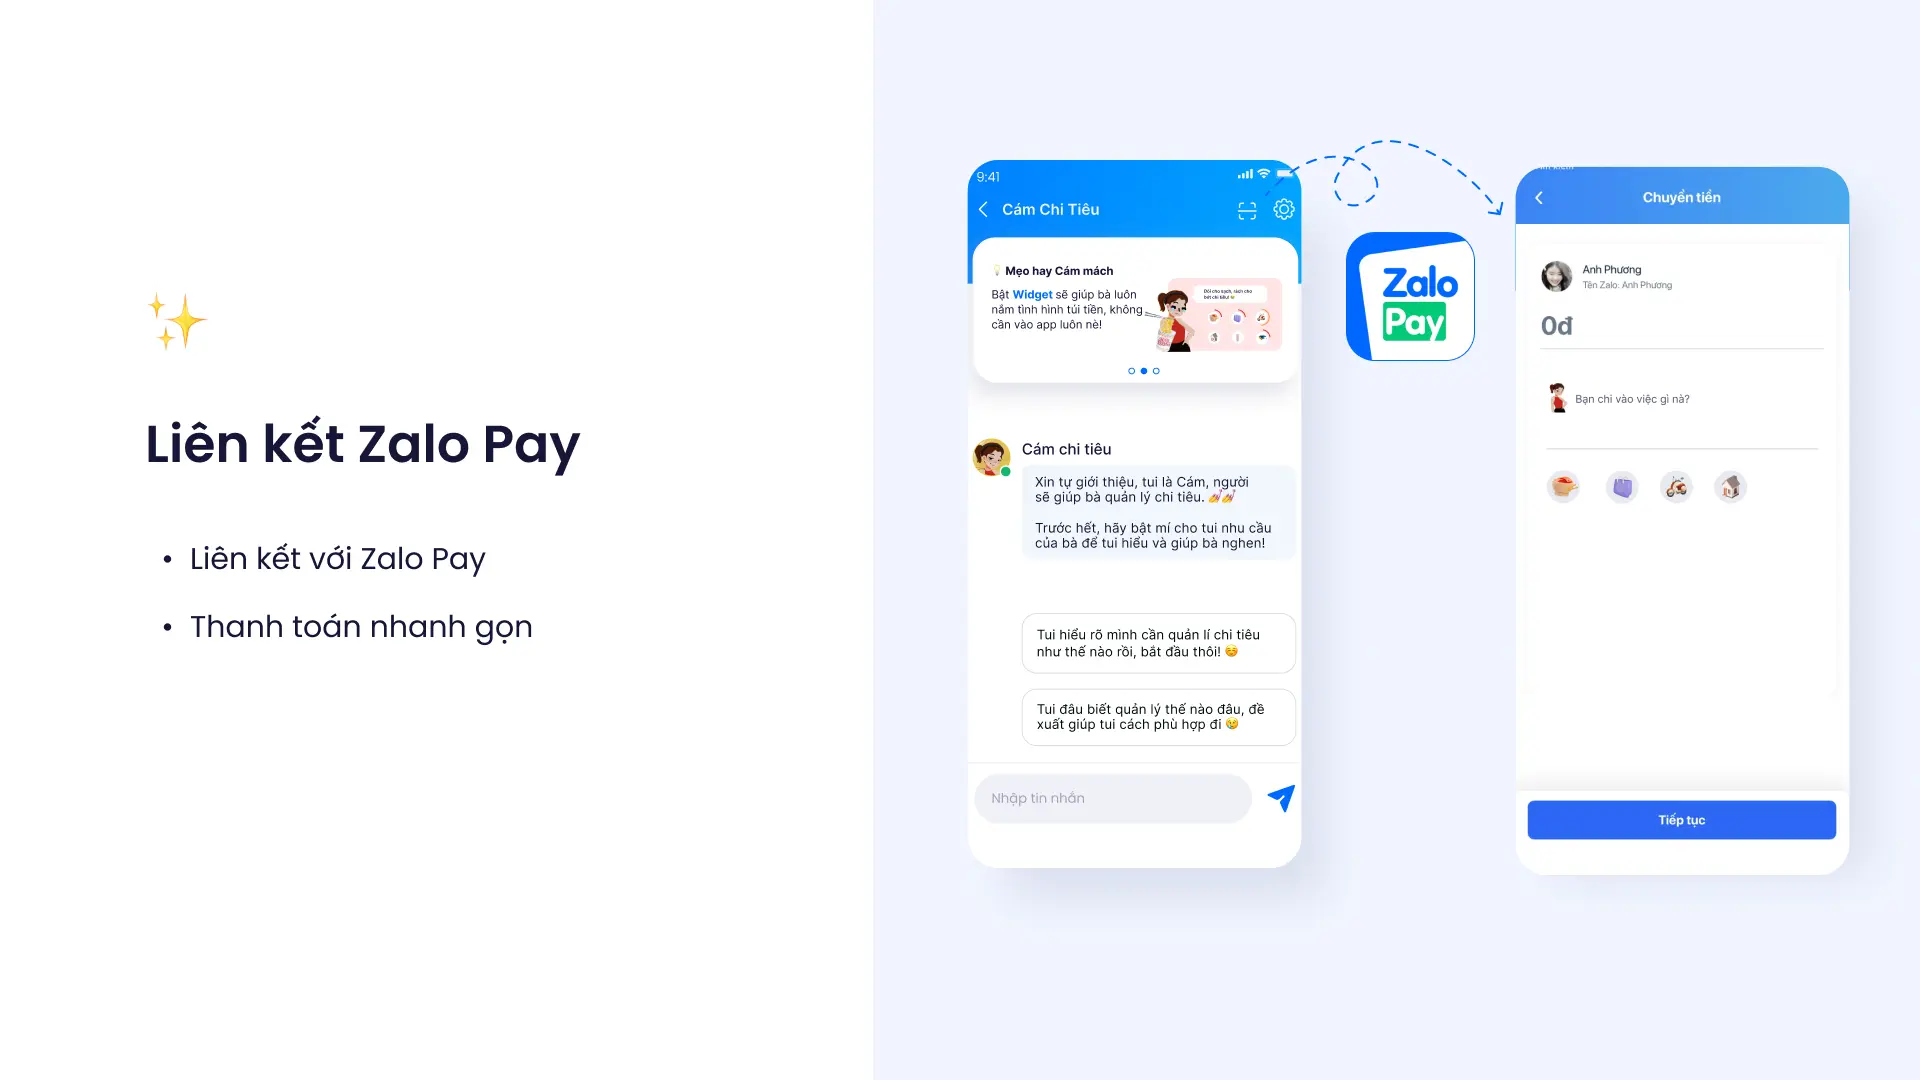 Liên kết Zalo Pay
• Liên kết với Zalo Pay
• Thanh toán nhanh gọn
9:41
Cám Chi Tiêu
Mẹo hay Cám mách
Bật Widget sẽ giúp bà luôn
nắm tình hình túi tiền, không
cần vào app luôn nè!
Cám chi tiêu
Xin tự giới thiệu, tui là Cám, người
sẽ giúp bà quản lý chi tiêu. 💅💅
Trước hết, hãy bật mí cho tui nhu cầu
của bà để tui hiểu và giúp bà nghen!
Tui hiểu rõ mình cần quản lí chi tiêu
như thế nào rồi, bắt đầu thôi! ☺️
Tui đâu biết quản lý thế nào đâu, đề
xuất giúp tui cách phù hợp đi 😢
Nhập tin nhắn
Zalo
Pay
Chuyển tiền
Anh Phương
Tên Zalo: Anh Phương
0đ
Bạn chi vào việc gì nà?
Tiếp tục